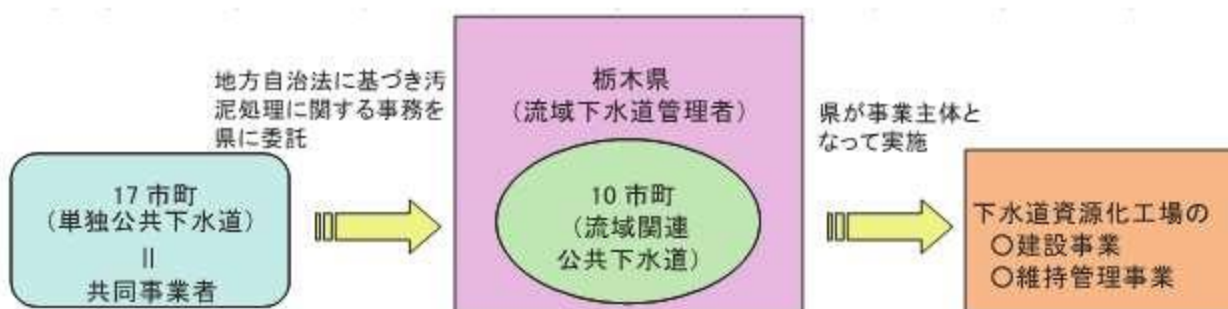 地方自治法に基づき汚
泥処理に関する事務を
県に委託
17 市町
（単独公共下水道）
||
共同事業者
栃木県
（流域下水道管理者）
10 市町
（流域関連
公共下水道）
県が事業主体と
なって実施
下水道資源化工場の
○建設事業
○維持管理事業